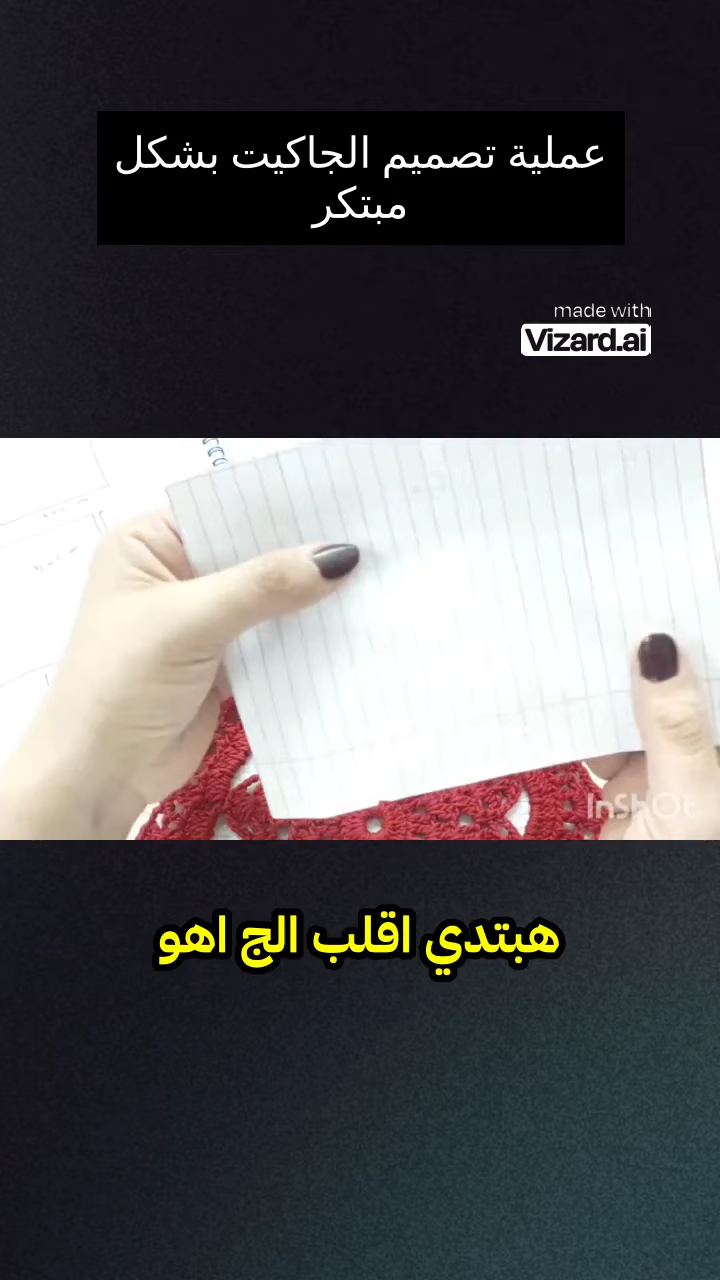 عملية تصميم الجاكيت بشكل
مبتكر
made with
Vizard.ai
InShOt
هبتدي اقلب الج اهو